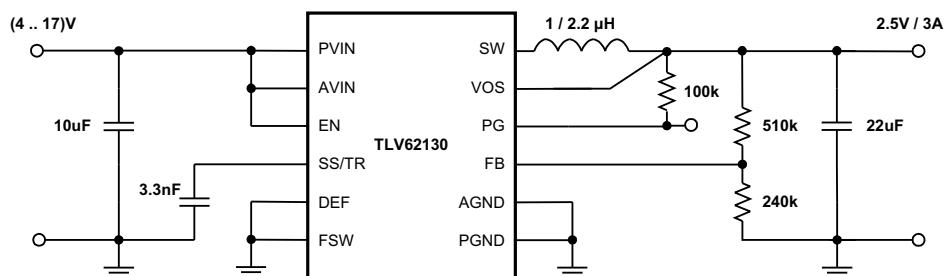 (4 .. 17)V
1 / 2.2 µH
2.5V / 3A
PVIN
SW
AVIN
VOS
100k
10uF
EN
PG
510k
22uF
TLV62130
SS/TR
FB
3.3nF
240k
DEF
AGND
FSW
PGND